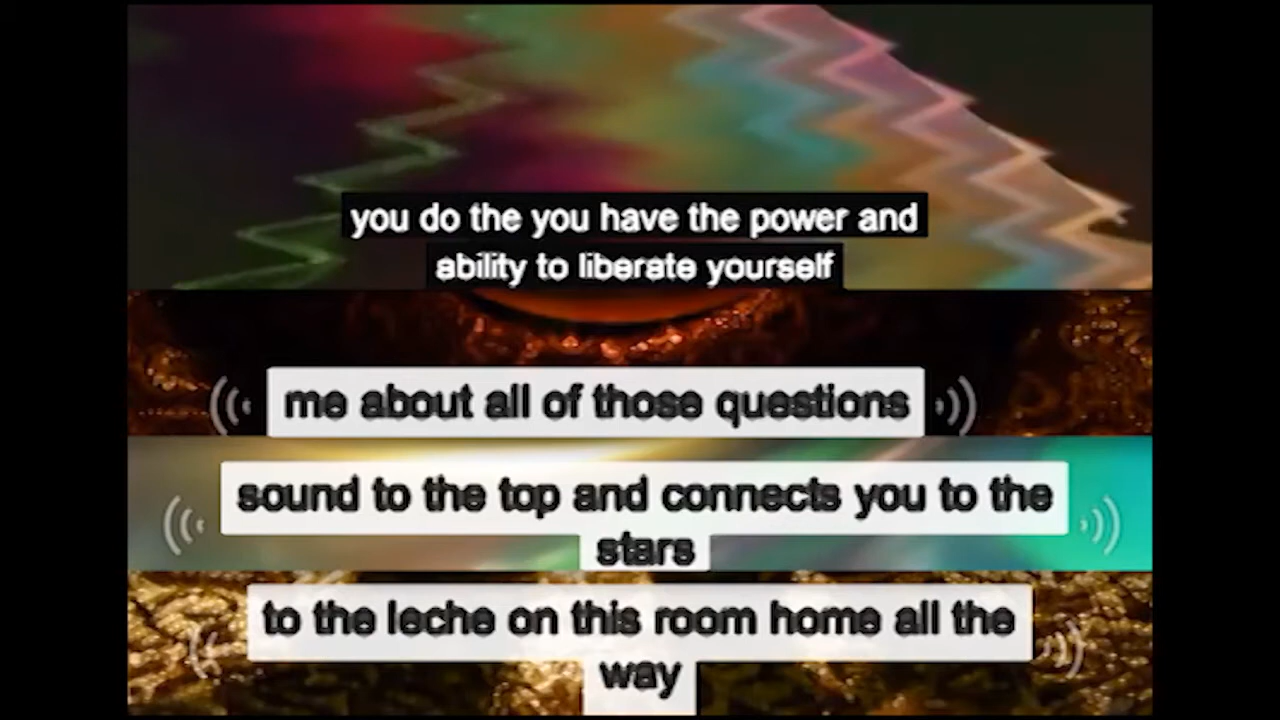 you do the you have the power and
ability to liberate yourself
me about all of those questions
sound to the top and connects you to the
stars
to the leche on this room home all the
way